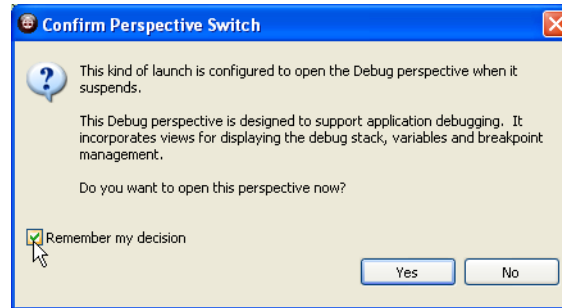 Confirm Perspective Switch
This kind of launch is configured to open the Debug perspective when it
suspends.
This Debug perspective is designed to support application debugging. It
incorporates views for displaying the debug stack, variables and breakpoint
management.
Do you want to open this perspective now?
Remember my decision
Yes No